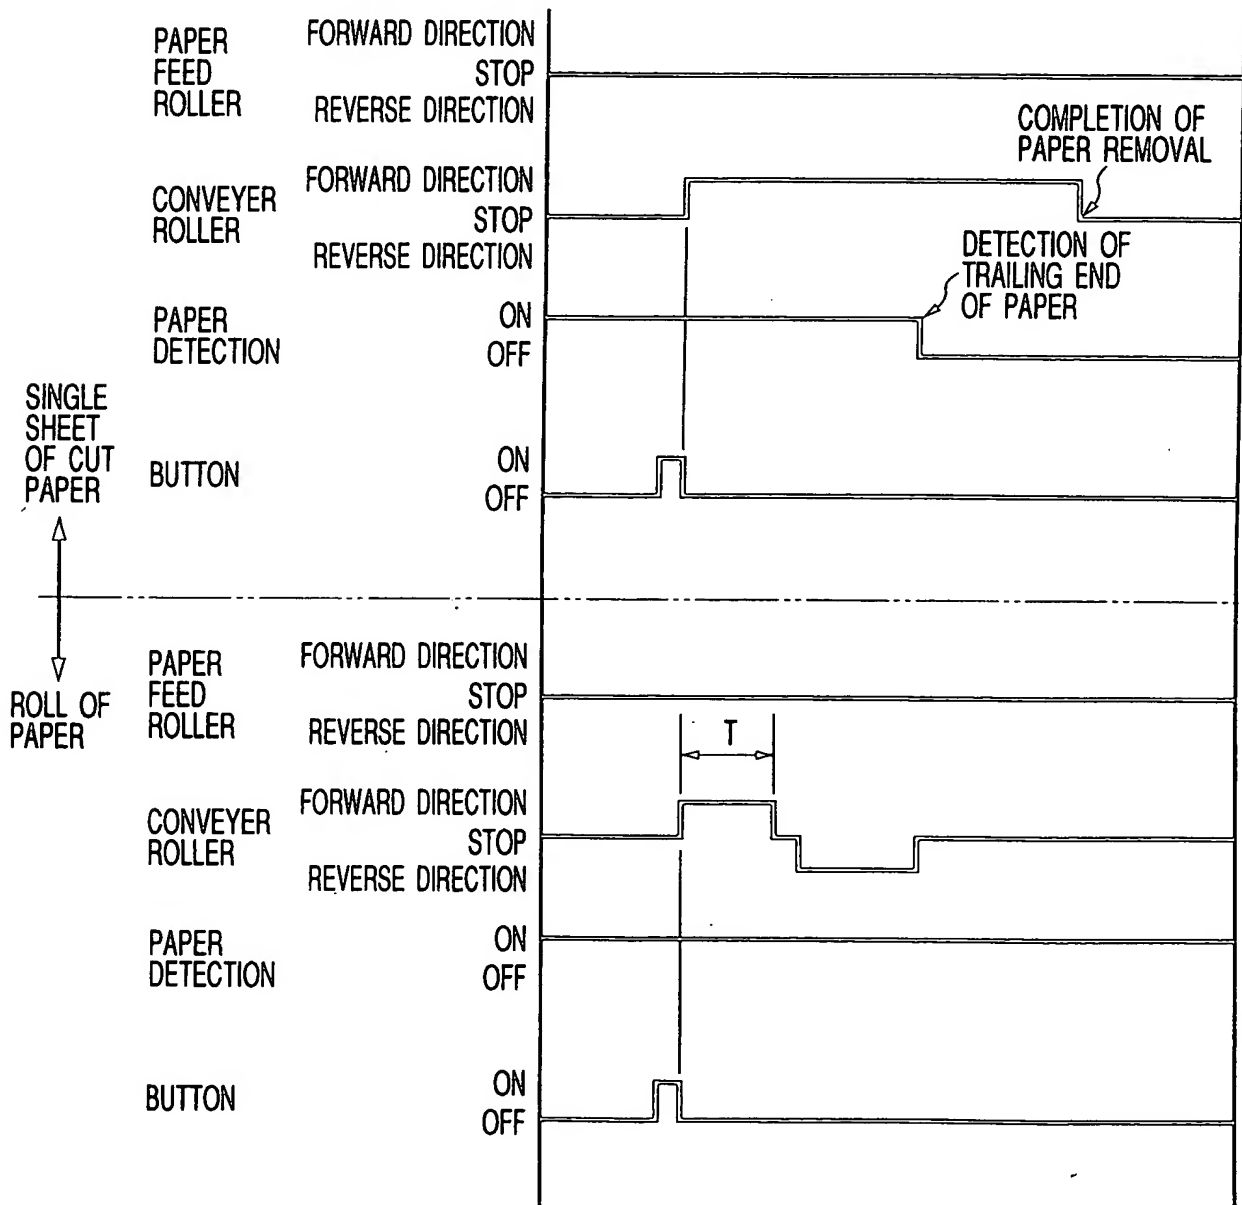 PAPER
FEED
ROLLER
FORWARD DIRECTION
STOP
REVERSE DIRECTION
COMPLETION OF
PAPER REMOVAL
CONVEYER
ROLLER
FORWARD DIRECTION
STOP
REVERSE DIRECTION
DETECTION OF
TRAILING END
OF PAPER
PAPER
DETECTION
ON
OFF
SINGLE
SHEET
OF CUT
PAPER
BUTTON
ON
OFF
ROLL OF
PAPER
PAPER
FEED
ROLLER
FORWARD DIRECTION
STOP
REVERSE DIRECTION
T
CONVEYER
ROLLER
FORWARD DIRECTION
STOP
REVERSE DIRECTION
PAPER
DETECTION
ON
OFF
BUTTON
ON
OFF